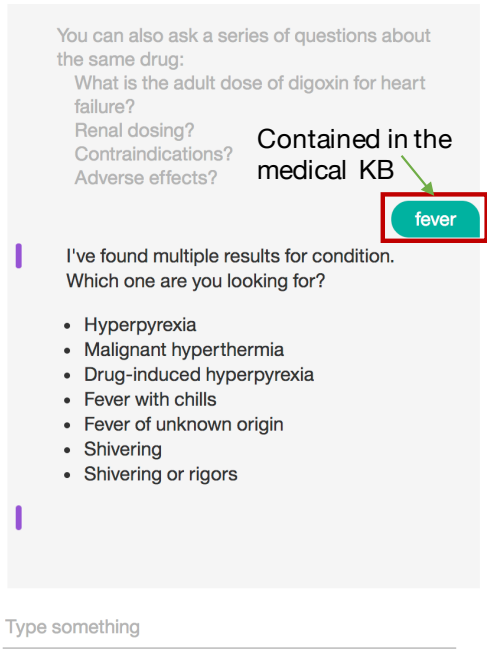 You can also ask a series of questions about
the same drug:
What is the adult dose of digoxin for heart
failure?
Renal dosing?
Contraindications?
Adverse effects?
Contained in the
medical KB
fever
I've found multiple results for condition.
Which one are you looking for?
• Hyperpyrexia
• Malignant hyperthermia
• Drug-induced hyperpyrexia
• Fever with chills
• Fever of unknown origin
• Shivering
• Shivering or rigors
Type something